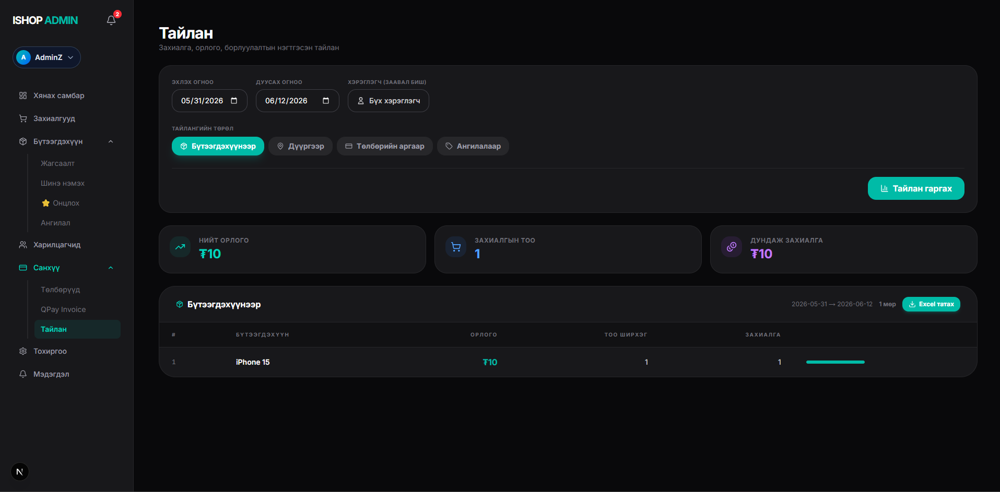 ISHOP ADMIN
2
A AdminZ
Хянах самбар
Захиалгууд
Бүтээгдэхүүн
Жагсаалт
Шинэ нэмэх
⭐ Онцлох
Ангилал
Харилцагчид
Санхүү
Төлбөрүүд
QPay Invoice
Тайлан
Тохиргоо
Мэдэгдэл
N
Тайлан
Захиалга, орлого, борлуулалтын нэгтгэсэн тайлан
ЭХЛЭХ ОГНОО ДУУСАХ ОГНОО ХЭРЭГЛЭГЧ (ЗААВАЛ БИШ)
05/31/2026 06/12/2026 Бүх хэрэглэгч
ТАЙЛАНГИЙН ТӨРӨЛ
Бүтээгдэхүүнээр Дүүргээр Төлбөрийн аргаар Ангилалаар
Тайлан гаргах
НИЙТ ОРЛОГО
₮10
ЗАХИАЛГЫН ТОО
1
ДУНДАЖ ЗАХИАЛГА
₮10
Бүтээгдэхүүнээр 2026-05-31 → 2026-06-12 1 мөр Excel татах
# БҮТЭЭГДЭХҮҮН ОРЛОГО ТОО ШИРХЭГ ЗАХИАЛГА
1 iPhone 15 ₮10 1 1